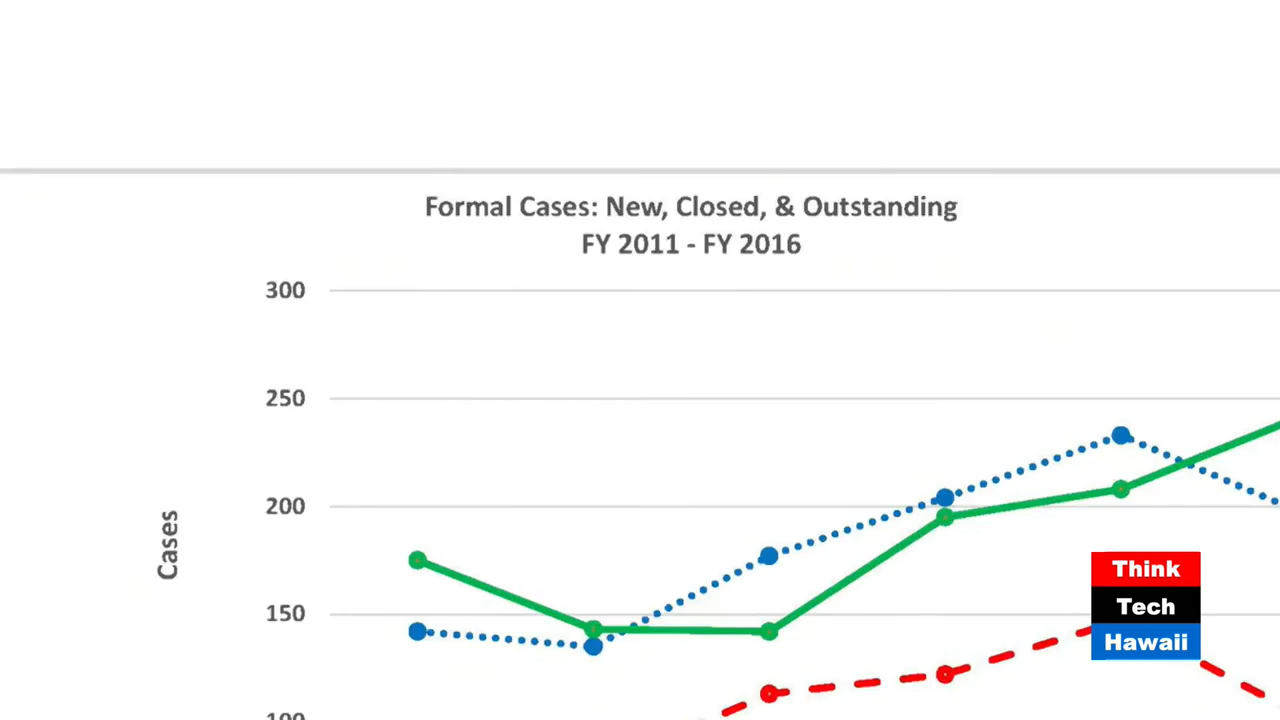 Formal Cases: New, Closed, & Outstanding
FY 2011 - FY 2016
300
250
200
150
Cases
Think
Tech
Hawaii